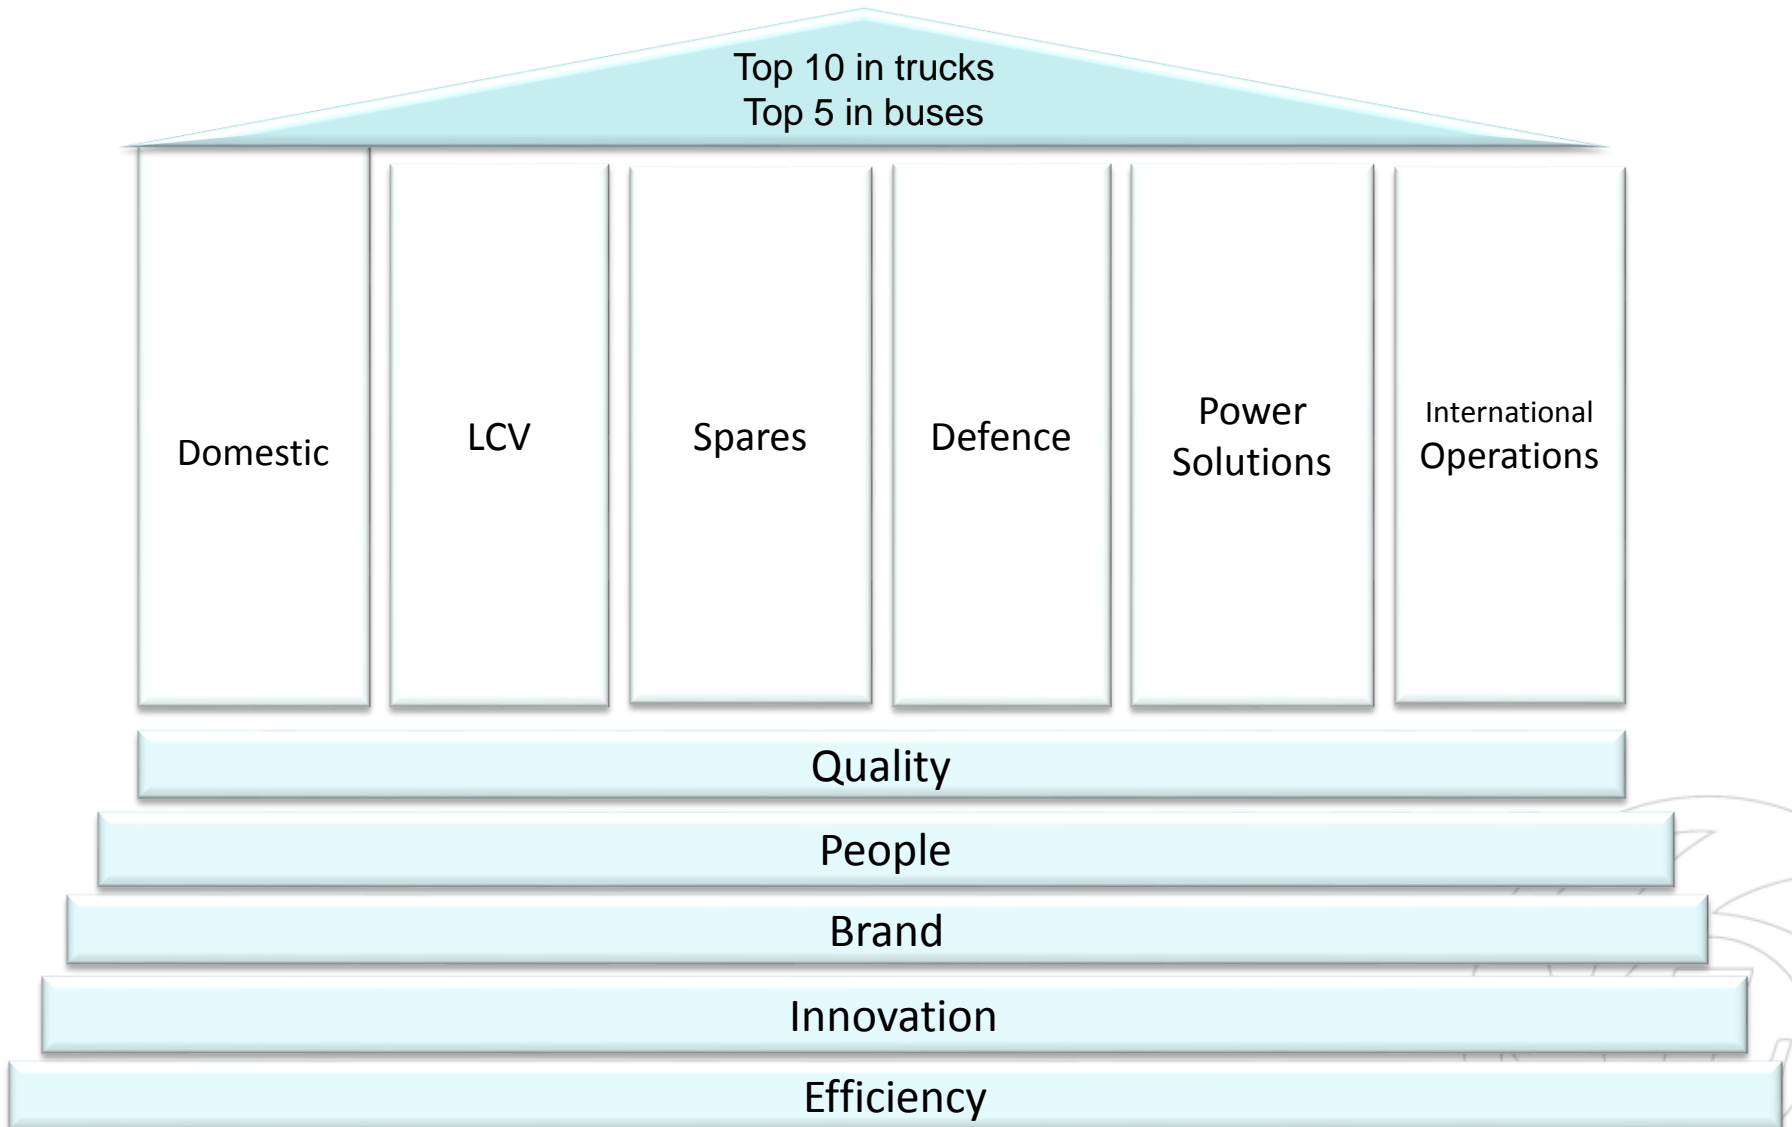 Top 10 in trucks
Top 5 in buses
Domestic
LCV
Spares
Defence
Power
Solutions
International
Operations
Quality
People
Brand
Innovation
Efficiency